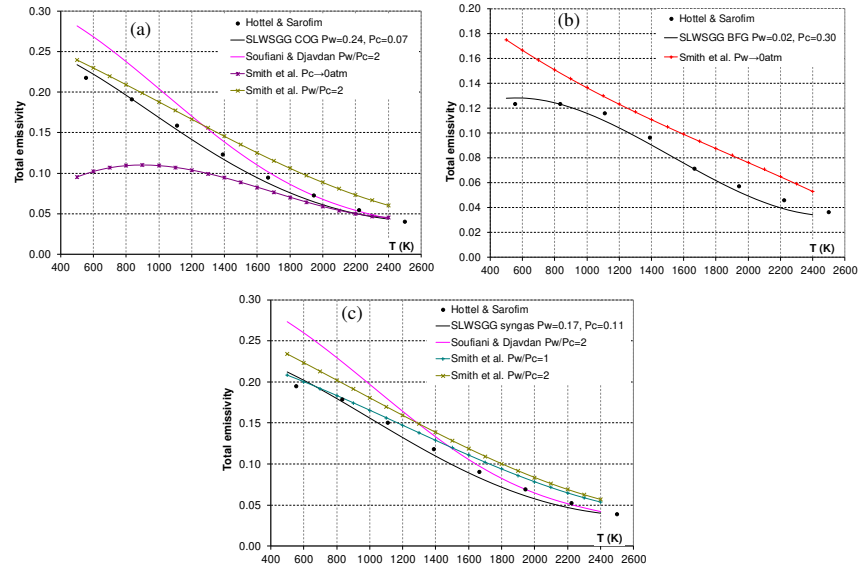 (a)
Hottel & Sarofim
SLWSGG COG Pw=0.24, Pc=0.07
Soufiani & Djavdan Pw/Pc=2
Smith et al. Pc→0atm
Smith et al. Pw/Pc=2
Total emissivity
0.30
0.25
0.20
0.15
0.10
0.05
0.00
T (K)
400 600 800 1000 1200 1400 1600 1800 2000 2200 2400 2600
(b)
Hottel & Sarofim
SLWSGG BFG Pw=0.02, Pc=0.30
Smith et al. Pw→0atm
Total emissivity
0.20
0.18
0.16
0.14
0.12
0.10
0.08
0.06
0.04
0.02
0.00
T (K)
400 600 800 1000 1200 1400 1600 1800 2000 2200 2400 2600
(c)
Hottel & Sarofim
SLWSGG syngas Pw=0.17, Pc=0.11
Soufiani & Djavdan Pw/Pc=2
Smith et al. Pw/Pc=1
Smith et al. Pw/Pc=2
Total emissivity
0.30
0.25
0.20
0.15
0.10
0.05
0.00
T (K)
400 600 800 1000 1200 1400 1600 1800 2000 2200 2400 2600